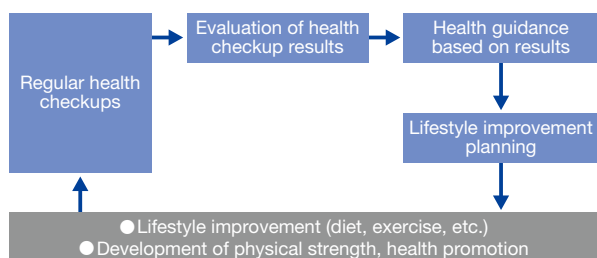 Regular health
checkups
Evaluation of health
checkup results
Health guidance
based on results
Lifestyle improvement
planning
●Lifestyle improvement (diet, exercise, etc.)
●Development of physical strength, health promotion